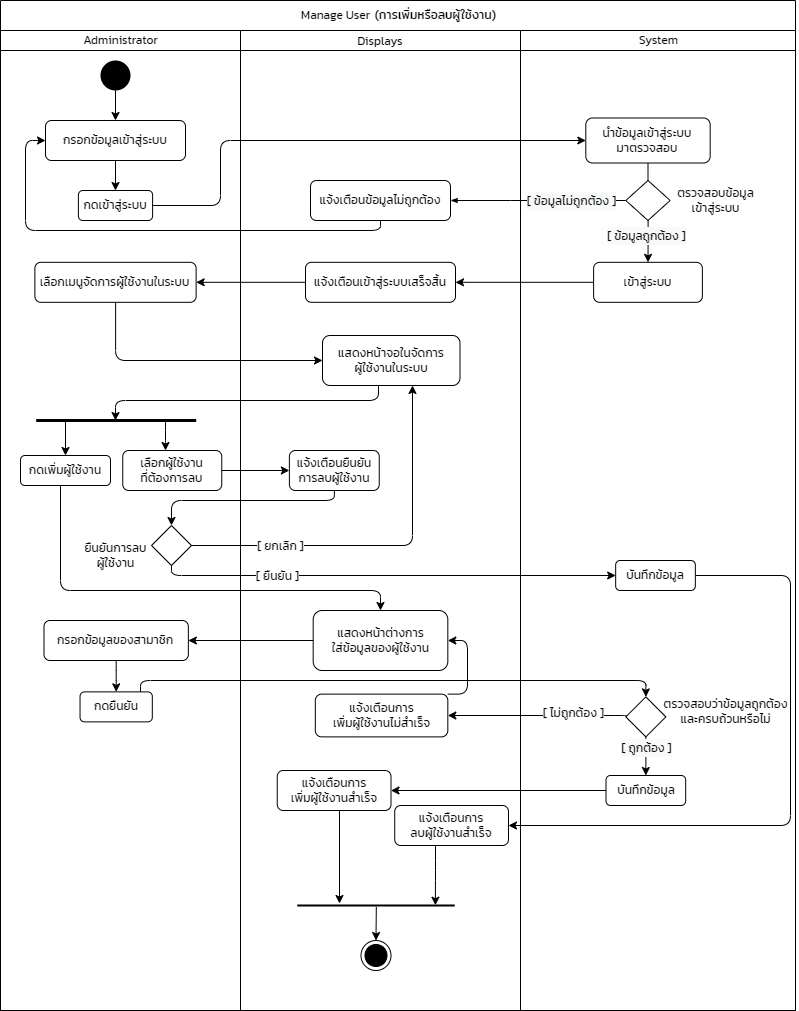 Manage User (การเพิ่มหรือลบผู้ใช้งาน)
Administrator
Displays
System
กรอกข้อมูลเข้าสู่ระบบ
นำข้อมูลเข้าสู่ระบบ
มาตรวจสอบ
กดเข้าสู่ระบบ
แจ้งเตือนข้อมูลไม่ถูกต้อง
[ ข้อมูลไม่ถูกต้อง ]
ตรวจสอบข้อมูล
เข้าสู่ระบบ
[ ข้อมูลถูกต้อง ]
เลือกเมนูจัดการผู้ใช้งานในระบบ
แจ้งเตือนเข้าสู่ระบบเสร็จสิ้น
เข้าสู่ระบบ
แสดงหน้าจอในจัดการ
ผู้ใช้งานในระบบ
กดเพิ่มผู้ใช้งาน
เลือกผู้ใช้งาน
ที่ต้องการลบ
แจ้งเตือนยืนยัน
การลบผู้ใช้งาน
ยืนยันการลบ
ผู้ใช้งาน
[ ยกเลิก ]
[ ยืนยัน ]
บันทึกข้อมูล
กรอกข้อมูลของสมาชิก
แสดงหน้าต่างการ
ใส่ข้อมูลของผู้ใช้งาน
กดยืนยัน
แจ้งเตือนการ
เพิ่มผู้ใช้งานไม่สำเร็จ
[ ไม่ถูกต้อง ]
ตรวจสอบว่าข้อมูลถูกต้อง
และครบถ้วนหรือไม่
[ ถูกต้อง ]
แจ้งเตือนการ
เพิ่มผู้ใช้งานสำเร็จ
บันทึกข้อมูล
แจ้งเตือนการ
ลบผู้ใช้งานสำเร็จ